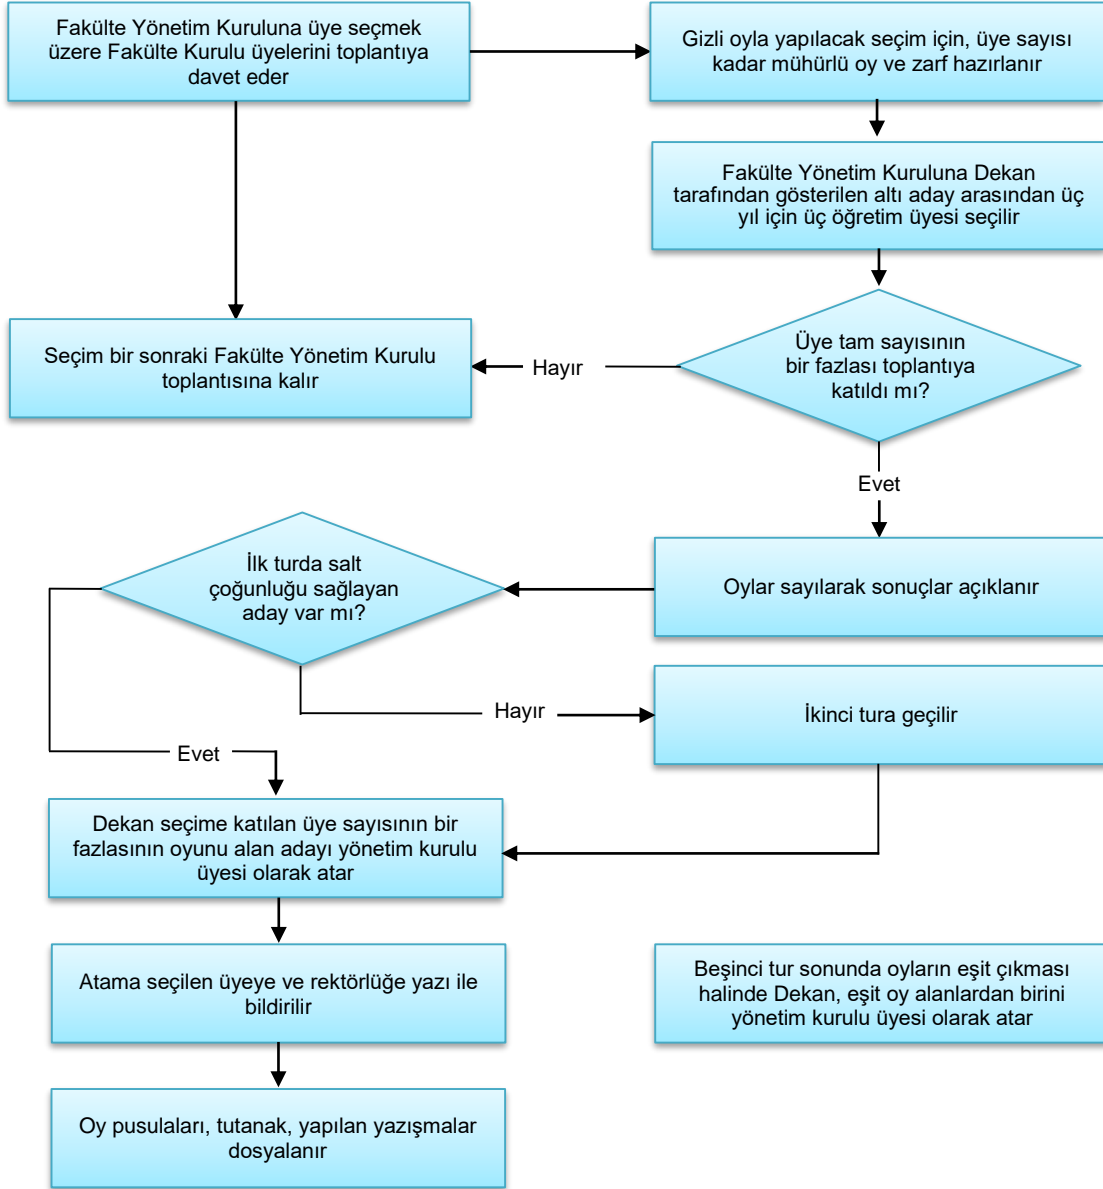 Fakülte Yönetim Kuruluna üye seçmek
üzere Fakülte Kurulu üyelerini toplantıya
davet eder
Gizli oyla yapılacak seçim için, üye sayısı
kadar mühürlü oy ve zarf hazırlanır
Fakülte Yönetim Kuruluna Dekan
tarafından gösterilen altı aday arasından üç
yıl için üç öğretim üyesi seçilir
Üye tam sayısının
bir fazlası toplantıya
katıldı mı?
Hayır
Seçim bir sonraki Fakülte Yönetim Kurulu
toplantısına kalır
Evet
Oylar sayılarak sonuçlar açıklanır
İlk turda salt
çoğunluğu sağlayan
aday var mı?
Hayır
İkinci tura geçilir
Evet
Dekan seçime katılan üye sayısının bir
fazlasının oyunu alan adayı yönetim kurulu
üyesi olarak atar
Atama seçilen üyeye ve rektörlüğe yazı ile
bildirilir
Beşinci tur sonunda oyların eşit çıkması
halinde Dekan, eşit oy alanlardan birini
yönetim kurulu üyesi olarak atar
Oy pusulaları, tutanak, yapılan yazışmalar
dosyalanır